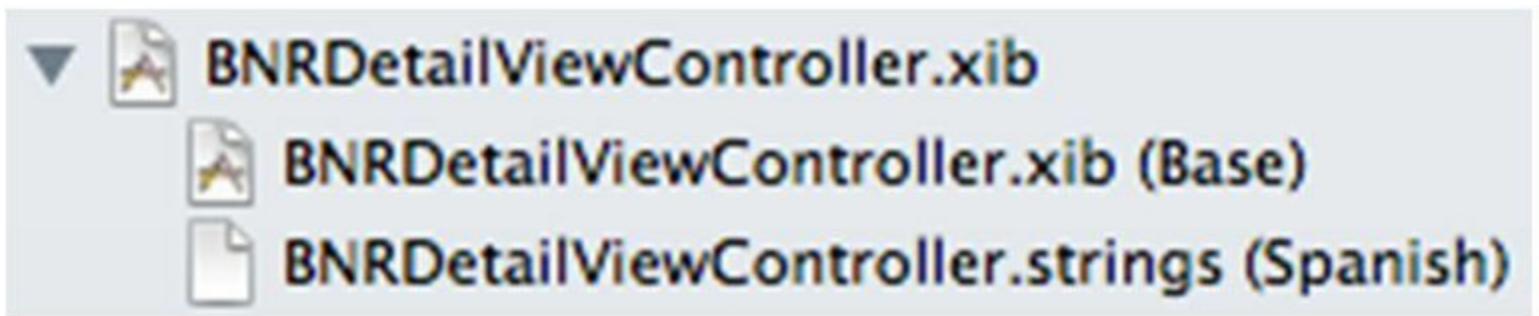 BNRDetailViewController.xib
BNRDetailViewController.xib (Base)
BNRDetailViewController.strings (Spanish)